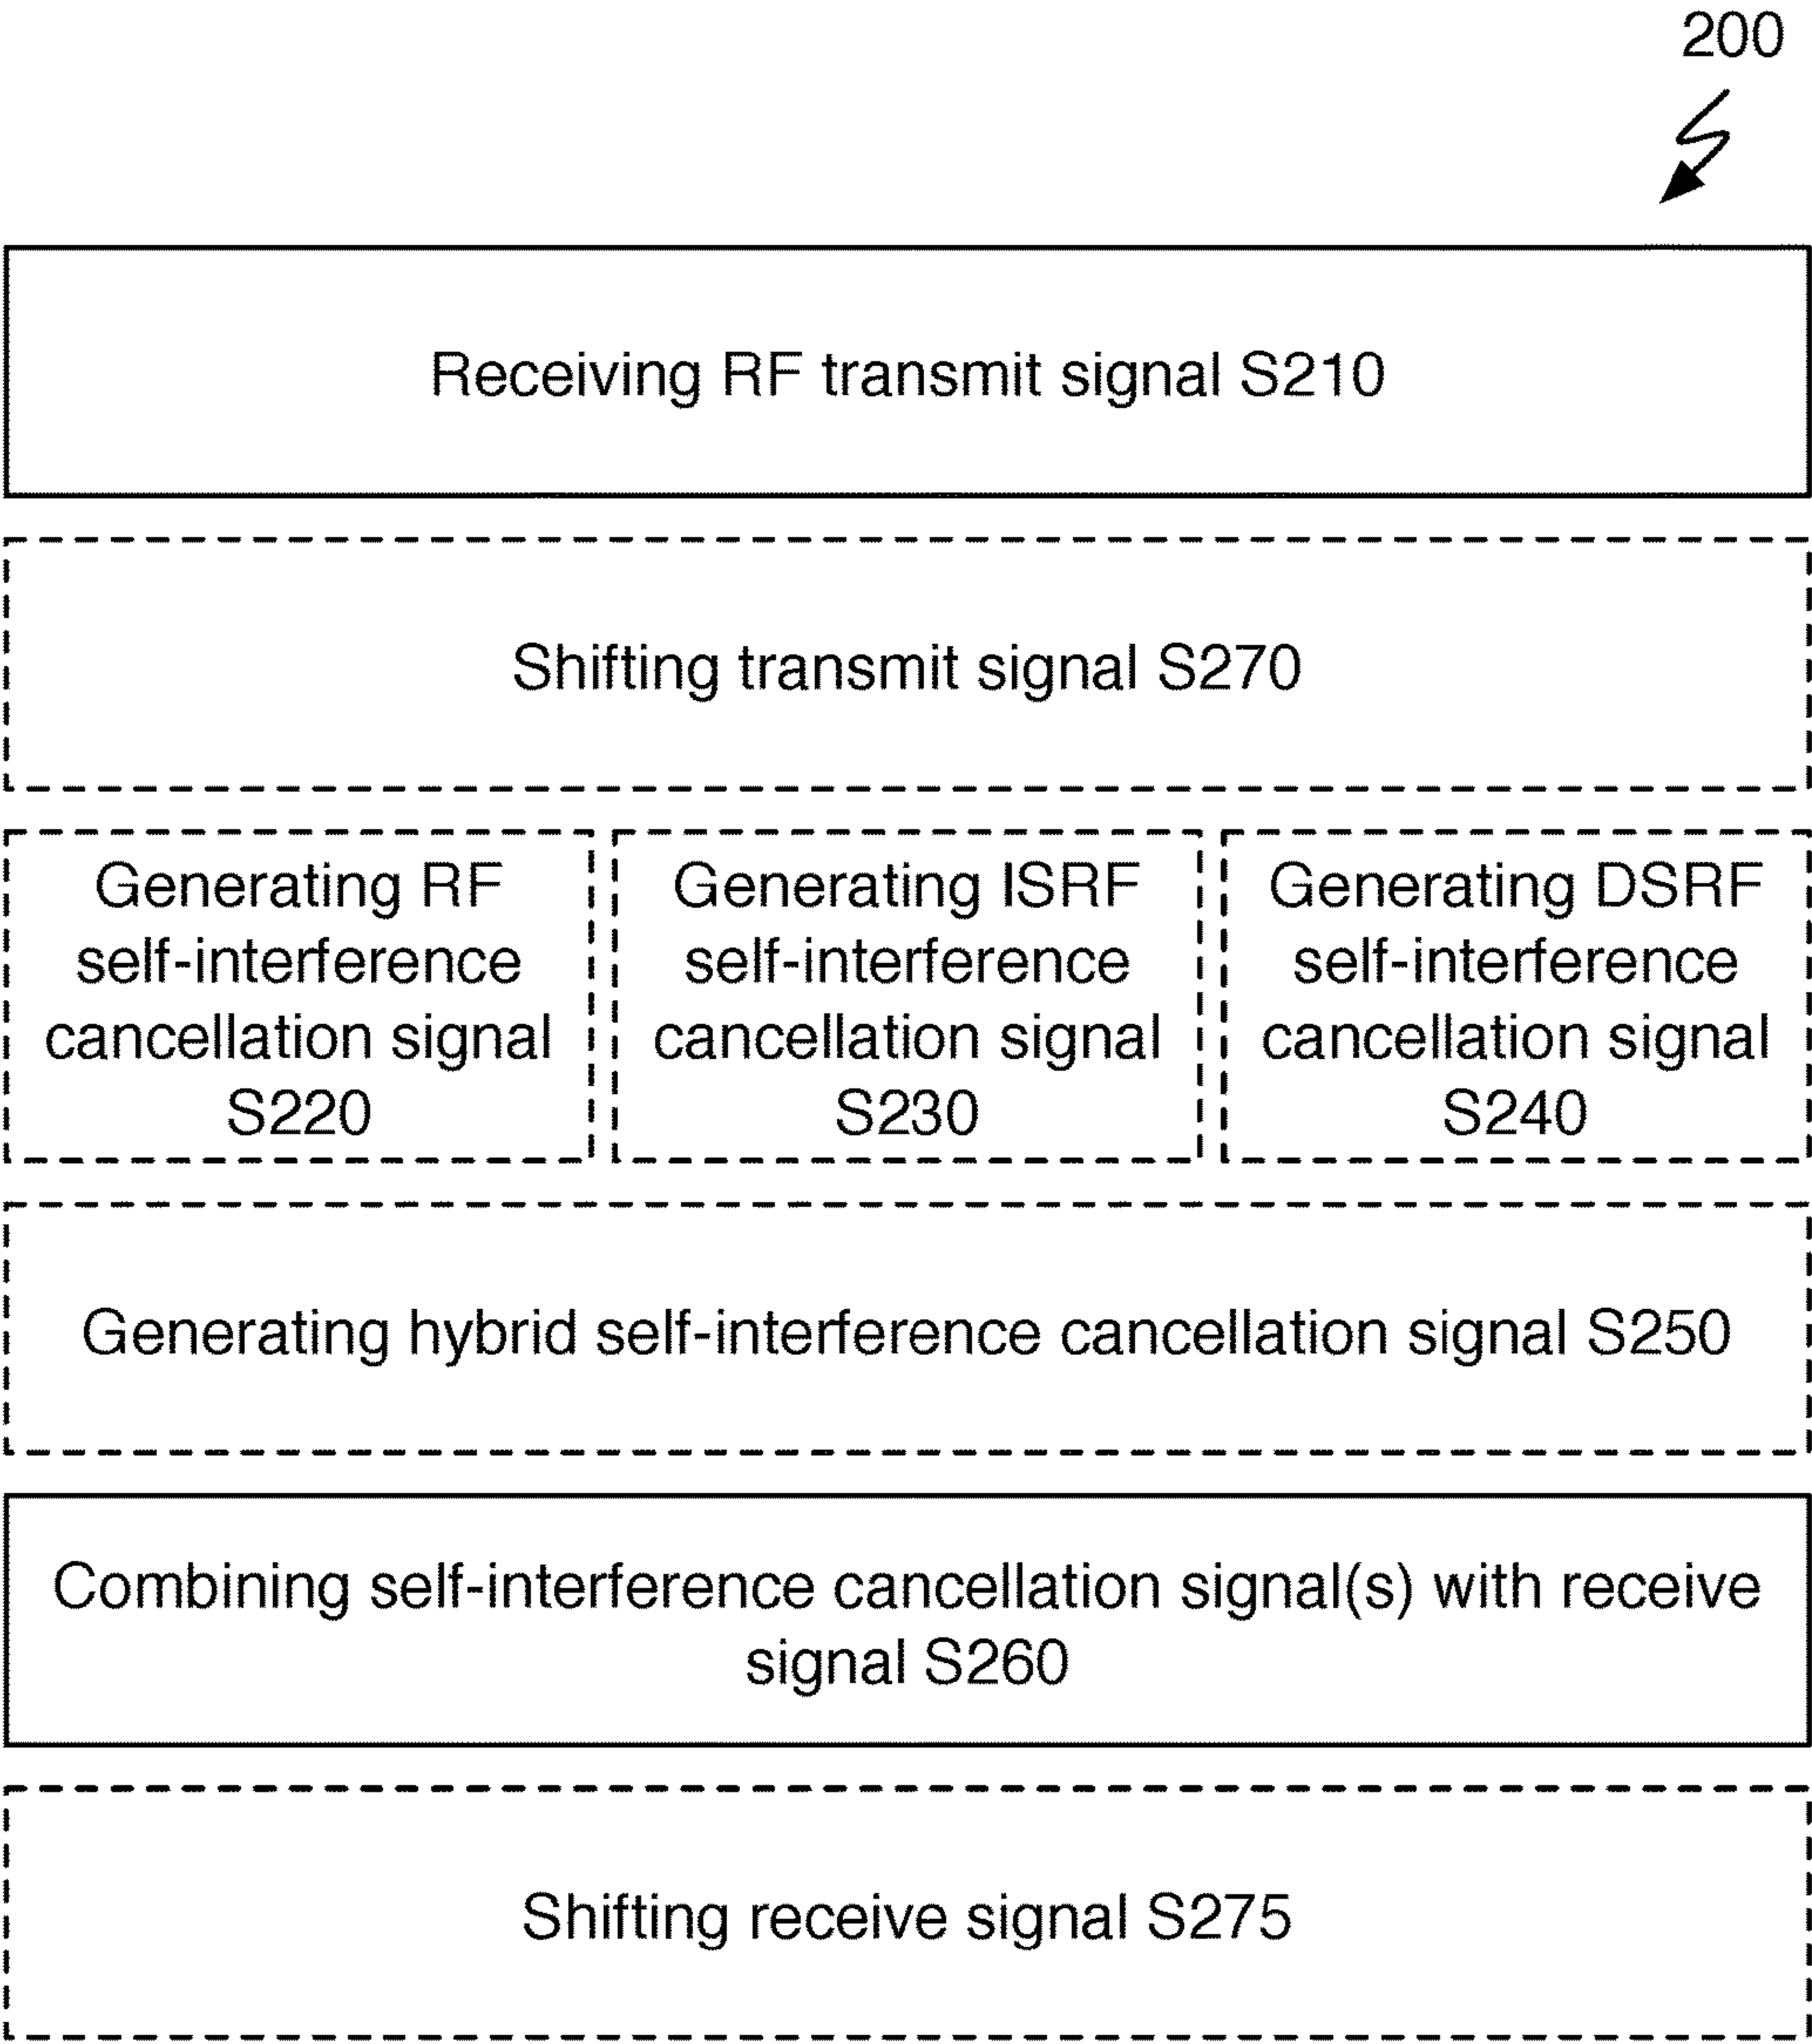 200
Receiving RF transmit signal S210
Shifting transmit signal S270
Generating RF
self-interference
cancellation signal
S220
Generating ISRF
self-interference
cancellation signal
S230
Generating DSRF
self-interference
cancellation signal
S240
Generating hybrid self-interference cancellation signal S250
Combining self-interference cancellation signal(s) with receive
signal S260
Shifting receive signal S275